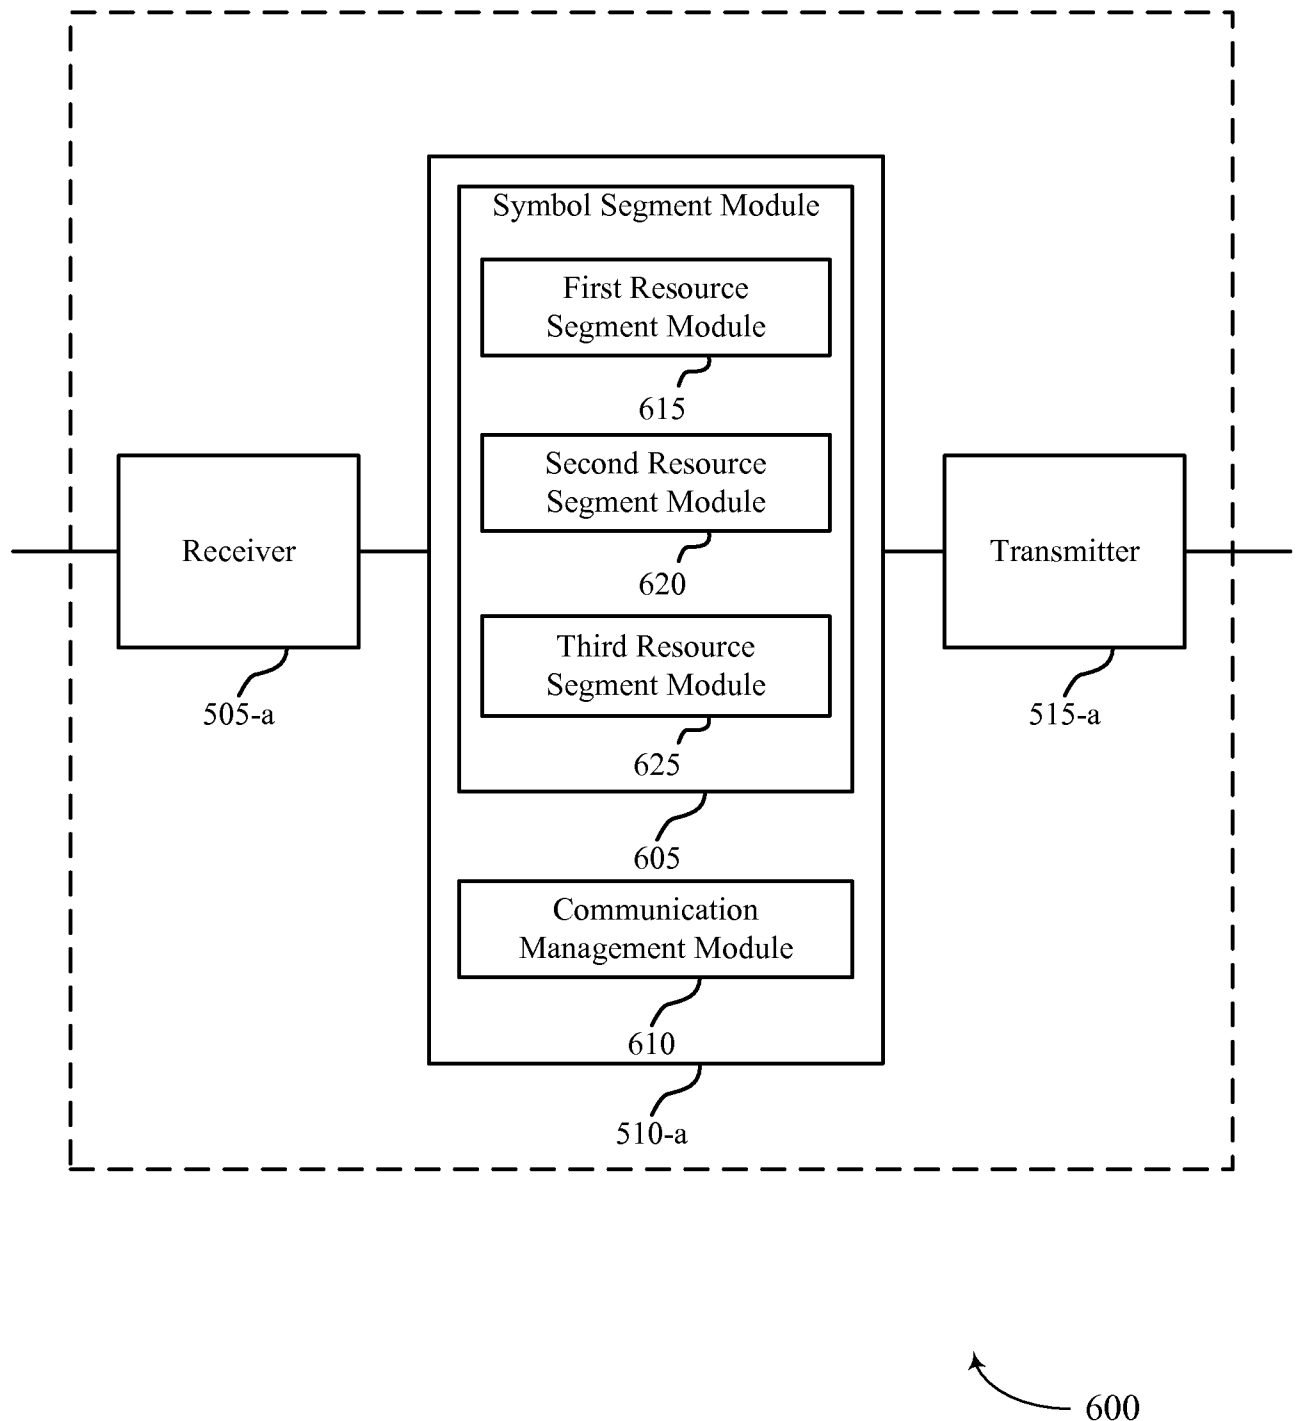 Symbol Segment Module
First Resource
Segment Module
615
Second Resource
Segment Module
620
Third Resource
Segment Module
625
605
Receiver
505-a
Transmitter
515-a
Communication
Management Module
610
510-a
600